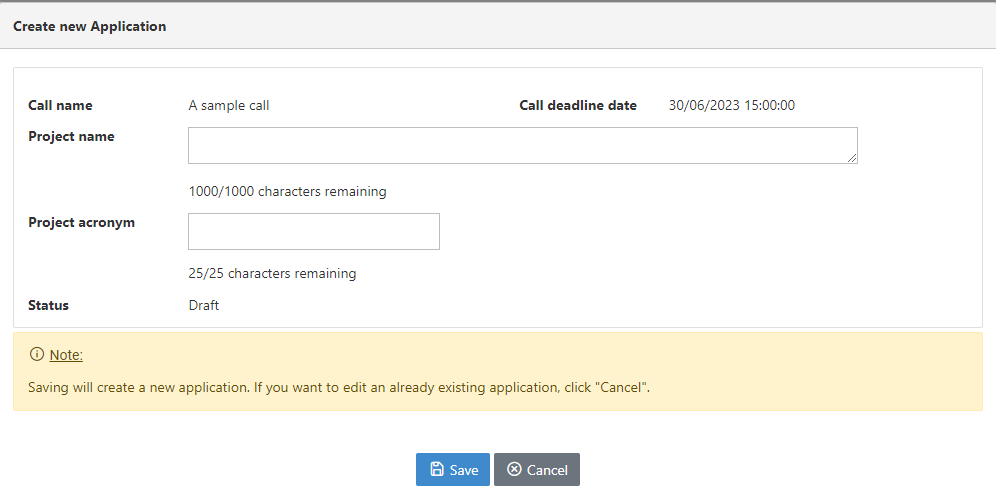 Create new Application
Call name A sample call Call deadline date 30/06/2023 15:00:00
Project name
1000/1000 characters remaining
Project acronym
25/25 characters remaining
Status Draft
Note:
Saving will create a new application. If you want to edit an already existing application, click "Cancel".
Save Cancel